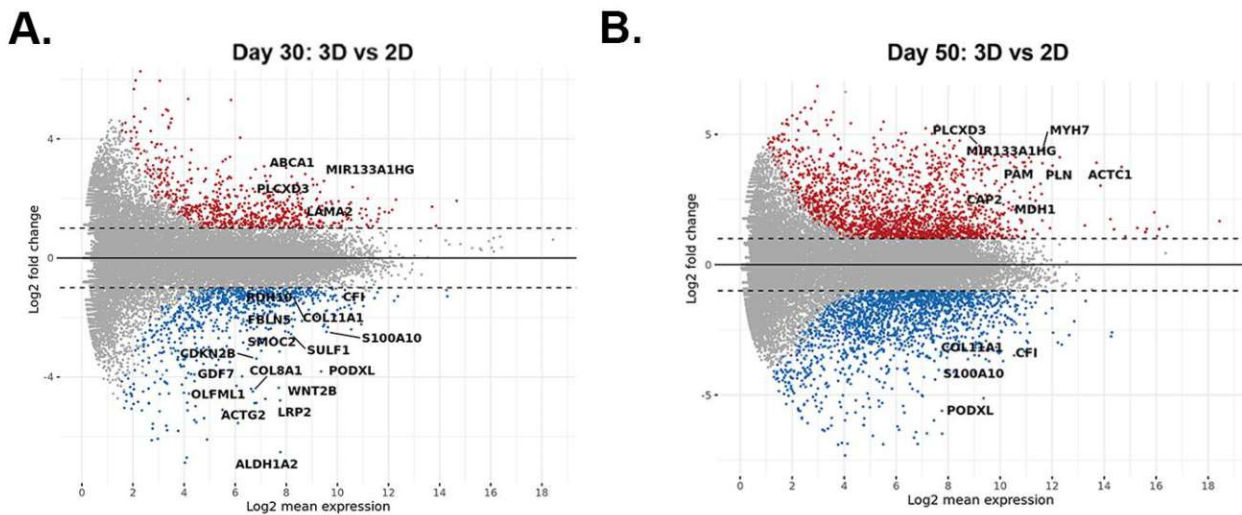 A.
Day 30: 3D vs 2D
Log2 fold change
4
0
-4
ABCA1
MIR133A1HG
PLCXD3
LAMA2
RDH10
CFI
FBLN5
COL11A1
SMOC2
S100A10
CDKN2B
SULF1
GDF7
COL8A1
PODXL
OLFML1
WNT2B
ACTG2
LRP2
ALDH1A2
0 2 4 6 8 10 12 14 16 18
Log2 mean expression
B.
Day 50: 3D vs 2D
Log2 fold change
5
0
-5
PLCXD3
MYH7
MIR133A1HG
PAM
PLN
ACTC1
CAP2
MDH1
COL11A1
CFI
S100A10
PODXL
0 2 4 6 8 10 12 14 16 18
Log2 mean expression